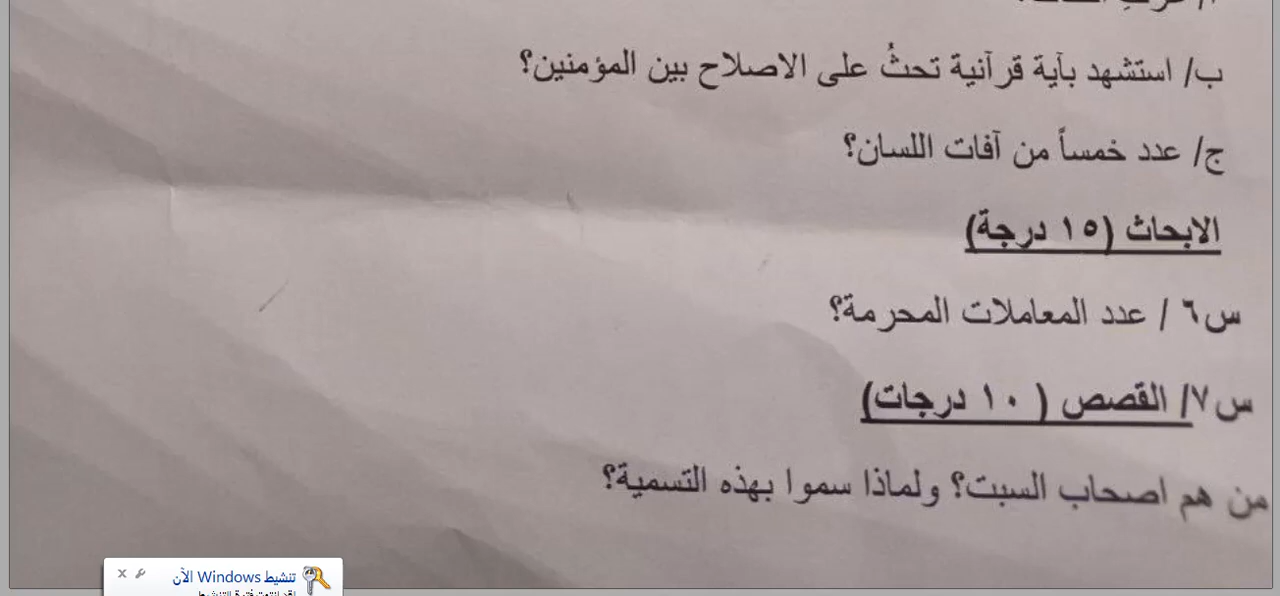 ب/ استشهد بآية قرآنية تحثُ على الاصلاح بين المؤمنين؟
ج/ عدد خمساً من آفات اللسان؟
الابحاث (١٥ درجة)
س٦ / عدد المعاملات المحرمة؟
س٧/ القصص ( ١٠ درجات)
من هم اصحاب السبت؟ ولماذا سموا بهذه التسمية؟
تنشيط Windows الآن